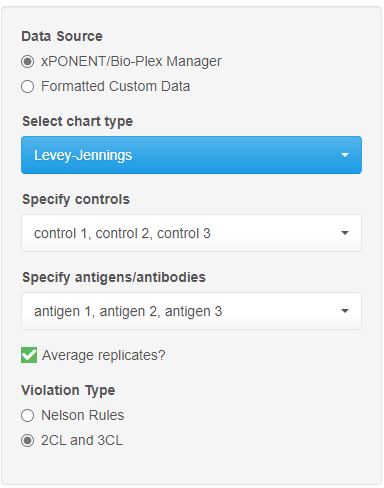 Data Source
xPONENT/Bio-Plex Manager
Formatted Custom Data
Select chart type
Levey-Jennings
Specify controls
control 1, control 2, control 3
Specify antigens/antibodies
antigen 1, antigen 2, antigen 3
Average replicates?
Violation Type
Nelson Rules
2CL and 3CL